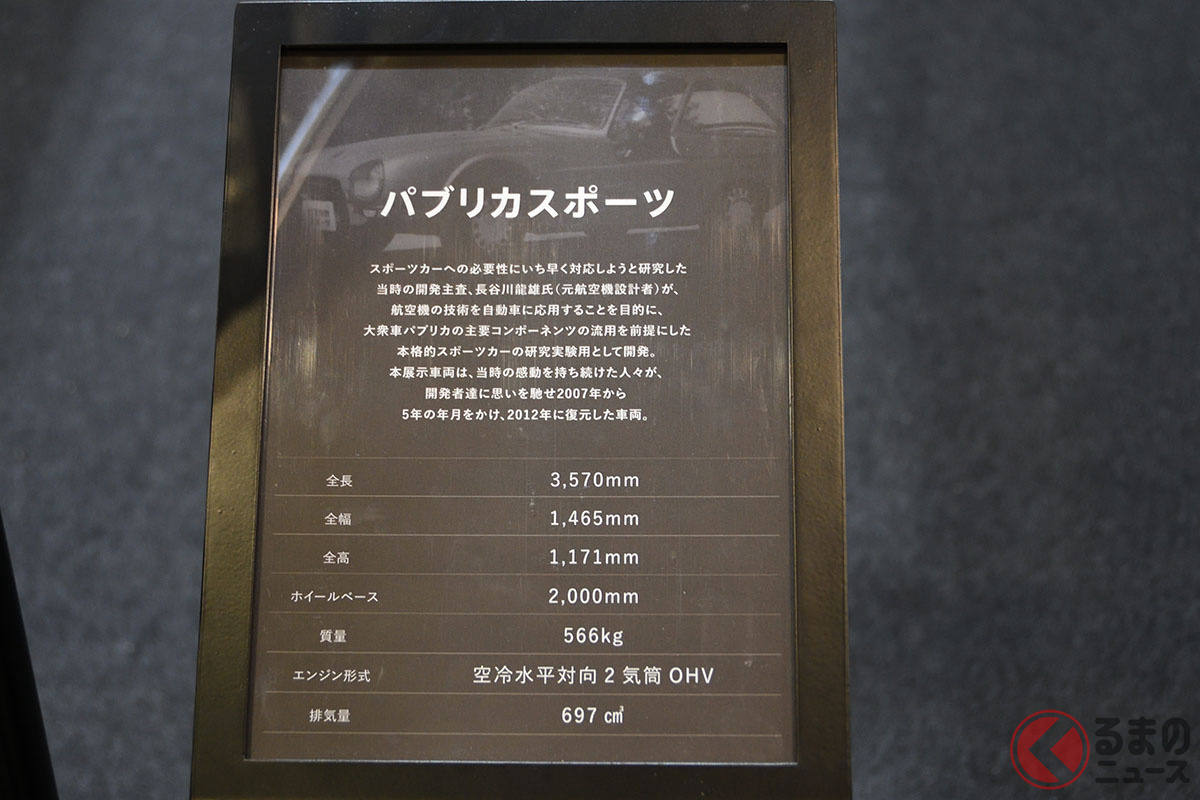 パブリカスポーツ
スポーツカーへの必要性にいち早く対応しようと研究した
当時の開発主査、長谷川龍雄氏(元航空機設計者)が、
航空機の技術を自動車に応用することを目的に、
大衆車パブリカの主要コンポーネンツの流用を前提にした
本格的スポーツカーの研究実験用として開発。
本展示車両は、当時の感動を持ち続けた人々が、
開発者達に思いを馳せ2007年から
5年の年月をかけ、2012年に復元した車両。
全長 3,570mm
全幅 1,465mm
全高 1,171mm
ホイールベース 2,000mm
質量 566kg
エンジン形式 空冷水平対向2気筒OHV
排気量 697㎤
くるまの
ニュース